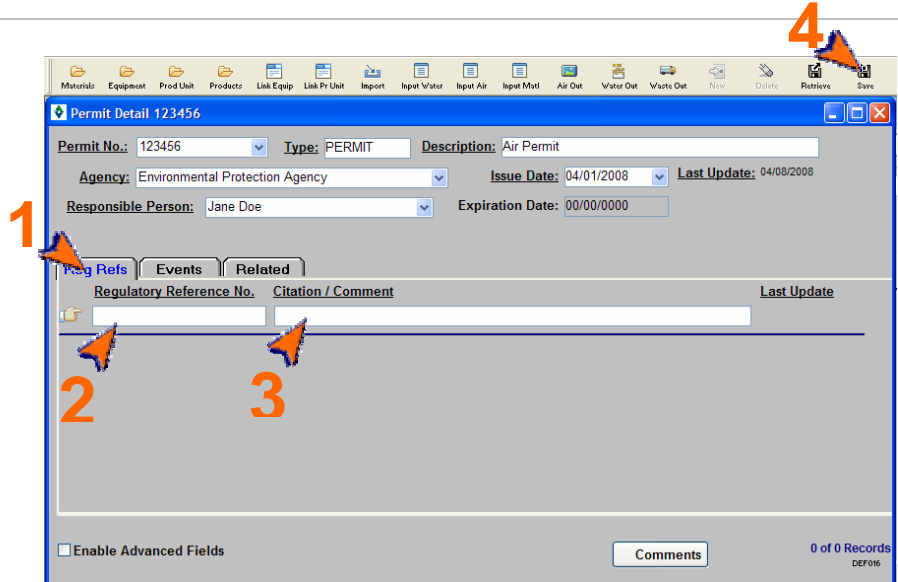 4
Materials Equipment Prod Unit Products Link Equip Link Pr Unit Import Input Water Input Air Input Matl Air Out Water Out Waste Out New Delete Retrieve Save
Permit Detail 123456
Permit No.: 123456 Type: PERMIT Description: Air Permit
Agency: Environmental Protection Agency Issue Date: 04/01/2008 Last Update: 04/08/2008
Responsible Person: Jane Doe Expiration Date: 00/00/0000
1
Reg Refs Events Related
Regulatory Reference No. Citation / Comment Last Update
2 3
Enable Advanced Fields Comments 0 of 0 Records
DEF016